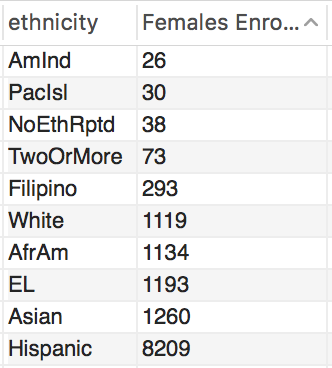 ethnicity Females Enro...
AmInd 26
PacIsl 30
NoEthRptd 38
TwoOrMore 73
Filipino 293
White 1119
AfrAm 1134
EL 1193
Asian 1260
Hispanic 8209